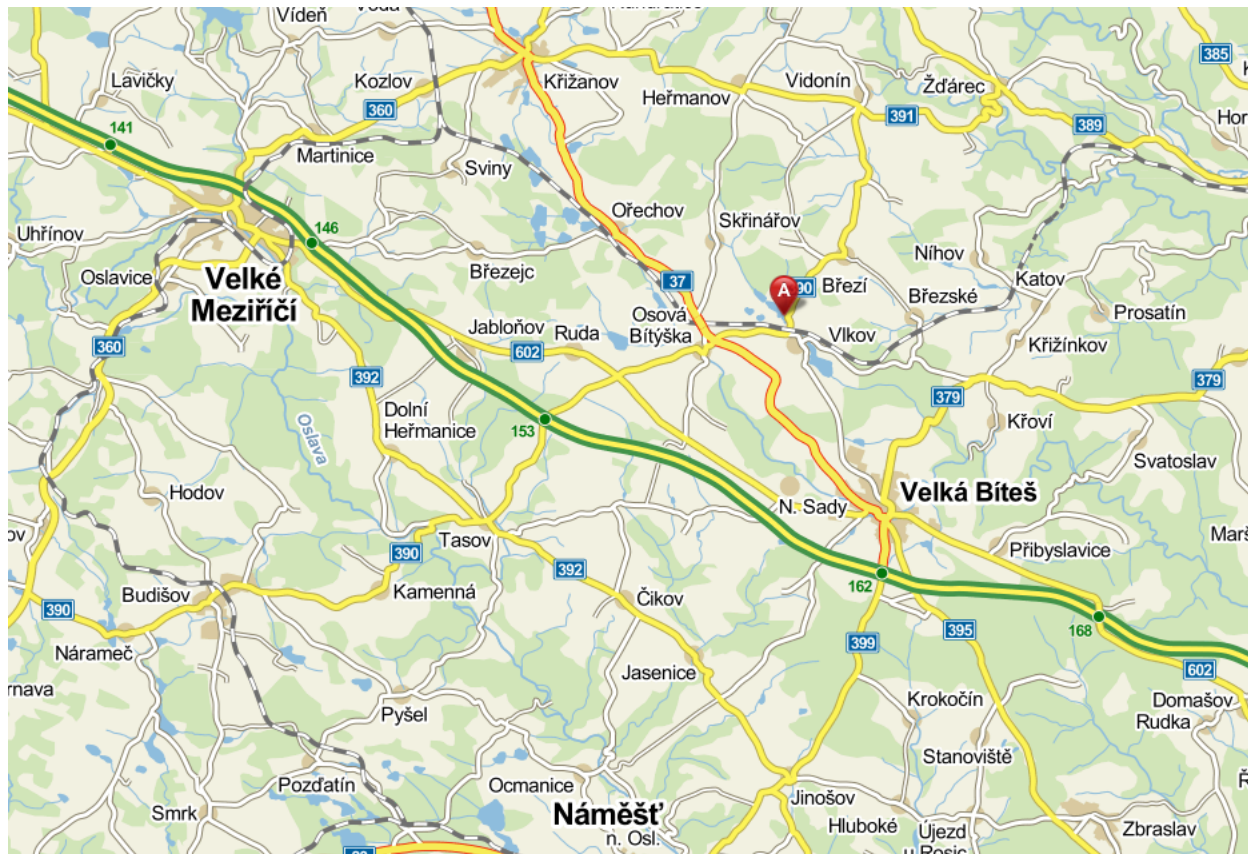 Vídeň
Křižanov
Lavičky
Kozlov
Vidonín
Žďárec
385
360
Heřmanov
391
389
141
Martinice
Sviny
Uhřínov
146
Ořechov
Skřinářov
Níhov
Katov
Oslavice
Velké
Meziříčí
Březejc
37
A
90
Březí
Březské
Prosatín
Osová
Bítýška
Jabloňov
Ruda
Vlkov
Křižínkov
360
602
392
379
379
Dolní
Heřmanice
Oslava
153
Křoví
Svatoslav
Hodov
N. Sady
Velká Bíteš
Tasov
390
392
Přibyslavice
162
Budišov
Kamenná
Čikov
390
399
395
168
Nárameč
Jasenice
602
Krokočín
Domašov
Rudka
Pyšel
Stanoviště
Pozďatín
Ocmanice
Smrk
Náměšť
n. Osl.
Jinošov
Hluboké
Újezd
u Rosic
Zbraslav